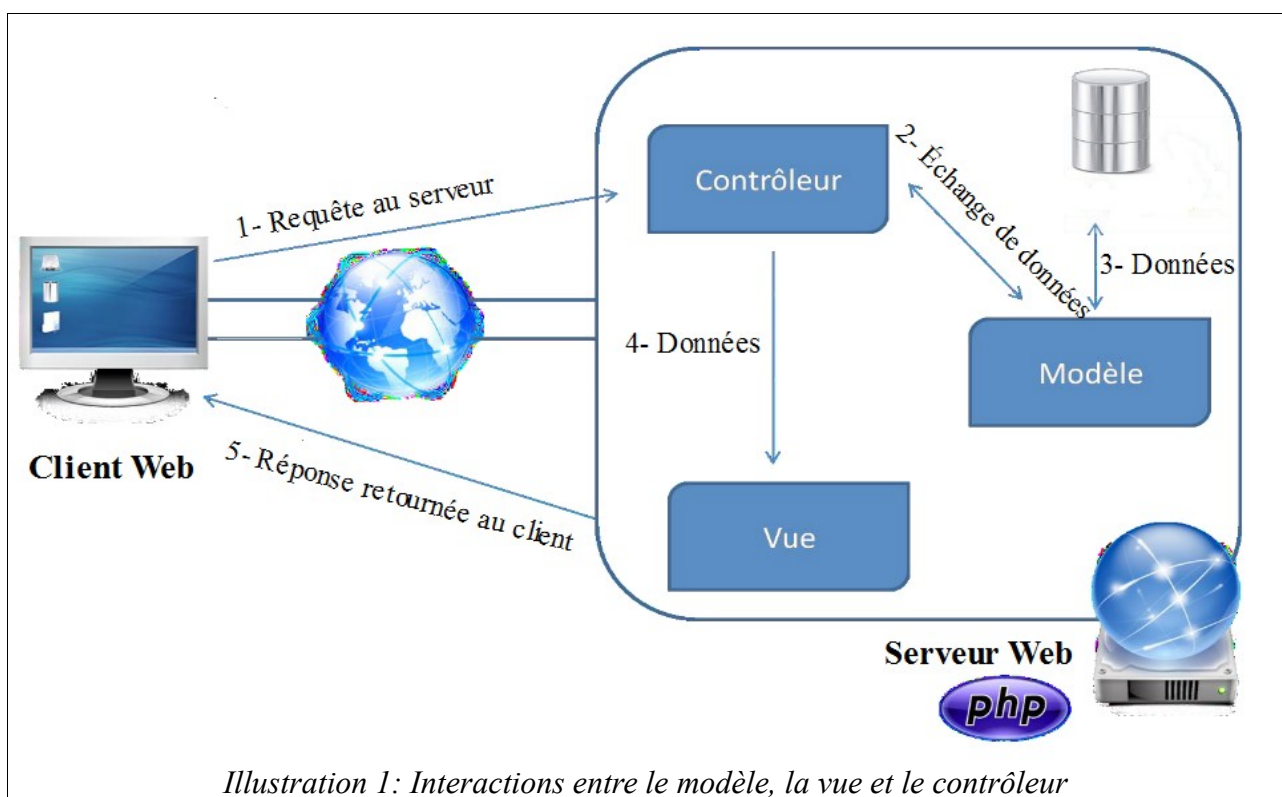 1- Requête au serveur
Contrôleur
2- Échange de données
3- Données
4- Données
Modèle
Client Web
5- Réponse retournée au client
Vue
Serveur Web
php
Illustration 1: Interactions entre le modèle, la vue et le contrôleur